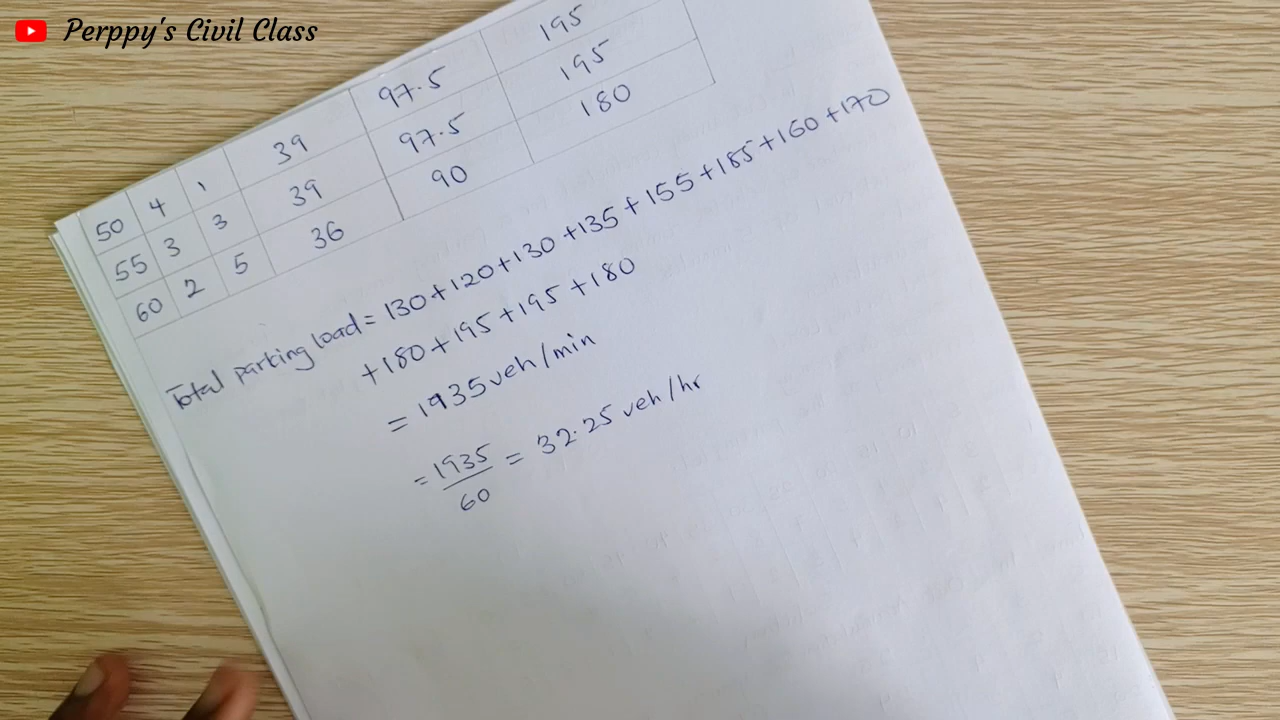 Perppy's Civil Class
195
97.5 195
50 4 1 39 97.5 180
55 3 3 39 90
60 2 5 36
Total parking load = 130+120+130+135+155+185+160+170
+180+195+195+180
= 1935 veh/min
= 1935/60 = 32.25 veh/hr